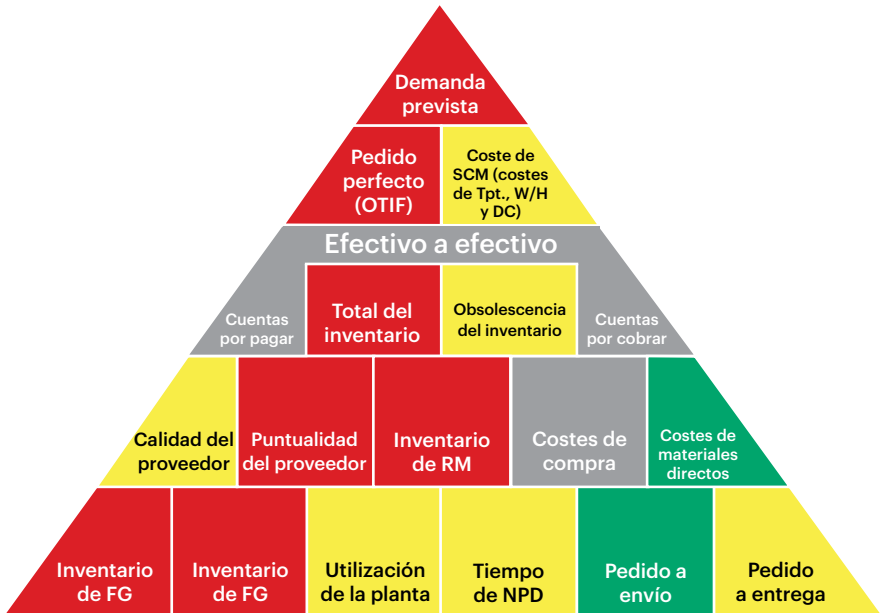 Demanda
prevista
Pedido
perfecto
(OTIF)
Coste de
SCM (costes
de Tpt., W/H
y DC)
Efectivo a efectivo
Cuentas
por pagar
Total del
inventario
Obsolescencia
del inventario
Cuentas
por cobrar
Calidad del
proveedor
Puntualidad
del proveedor
Inventario
de RM
Costes de
compra
Costes de
materiales
directos
Inventario
de FG
Inventario
de FG
Utilización
de la planta
Tiempo
de NPD
Pedido a
envío
Pedido
a entrega